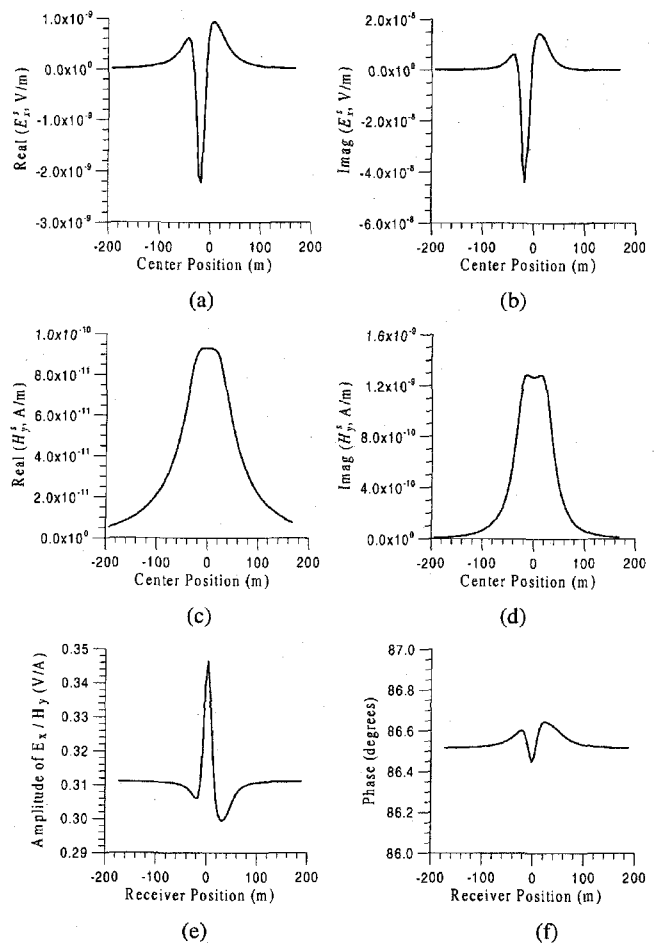 1.0x10⁻⁹
0.0x10⁰
-1.0x10⁻⁹
-2.0x10⁻⁹
-3.0x10⁻⁹
Real (Eₓˢ, V/m)
-200 -100 0 100 200
Center Position (m)
(a)
2.0x10⁻⁸
0.0x10⁰
-2.0x10⁻⁸
-4.0x10⁻⁸
-6.0x10⁻⁸
Imag (Eₓˢ, V/m)
-200 -100 0 100 200
Center Position (m)
(b)
1.0x10⁻¹⁰
8.0x10⁻¹¹
6.0x10⁻¹¹
4.0x10⁻¹¹
2.0x10⁻¹¹
0.0x10⁰
Real (H_yˢ, A/m)
-200 -100 0 100 200
Center Position (m)
(c)
1.6x10⁻⁹
1.2x10⁻⁹
8.0x10⁻¹⁰
4.0x10⁻¹⁰
0.0x10⁰
Imag (H_yˢ, A/m)
-200 -100 0 100 200
Center Position (m)
(d)
0.35
0.34
0.33
0.32
0.31
0.30
0.29
Amplitude of Eₓ / H_y (V/A)
-200 -100 0 100 200
Receiver Position (m)
(e)
87.0
86.8
86.6
86.4
86.2
86.0
Phase (degrees)
-200 -100 0 100 200
Receiver Position (m)
(f)